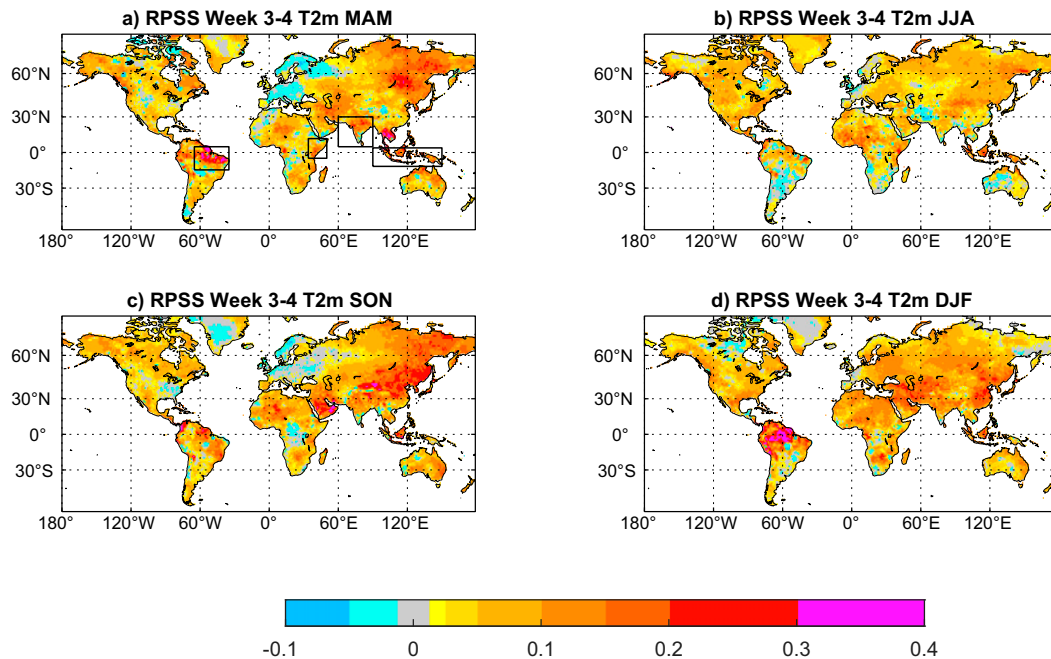 a) RPSS Week 3-4 T2m MAM
b) RPSS Week 3-4 T2m JJA
60°N
30°N
0°
30°S
180°
120°W
60°W
0°
60°E
120°E
60°N
30°N
0°
30°S
180°
120°W
60°W
0°
60°E
120°E
c) RPSS Week 3-4 T2m SON
d) RPSS Week 3-4 T2m DJF
60°N
30°N
0°
30°S
180°
120°W
60°W
0°
60°E
120°E
60°N
30°N
0°
30°S
180°
120°W
60°W
0°
60°E
120°E
-0.1
0
0.1
0.2
0.3
0.4